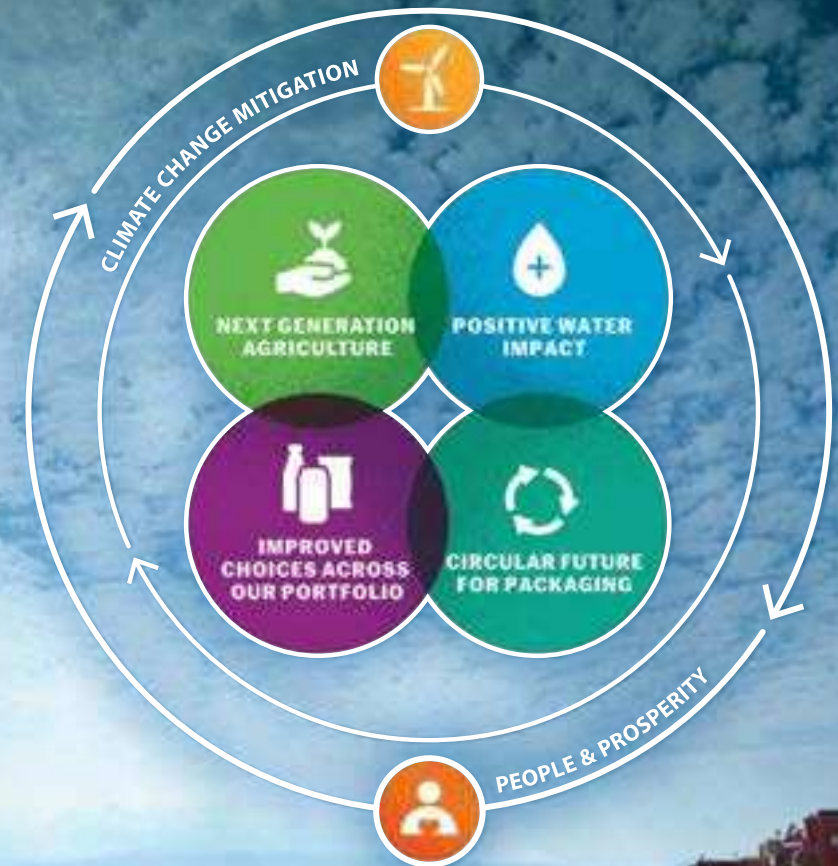 CLIMATE CHANGE MITIGATION
NEXT GENERATION
AGRICULTURE
POSITIVE WATER
IMPACT
IMPROVED
CHOICES ACROSS
OUR PORTFOLIO
CIRCULAR FUTURE
FOR PACKAGING
PEOPLE & PROSPERITY